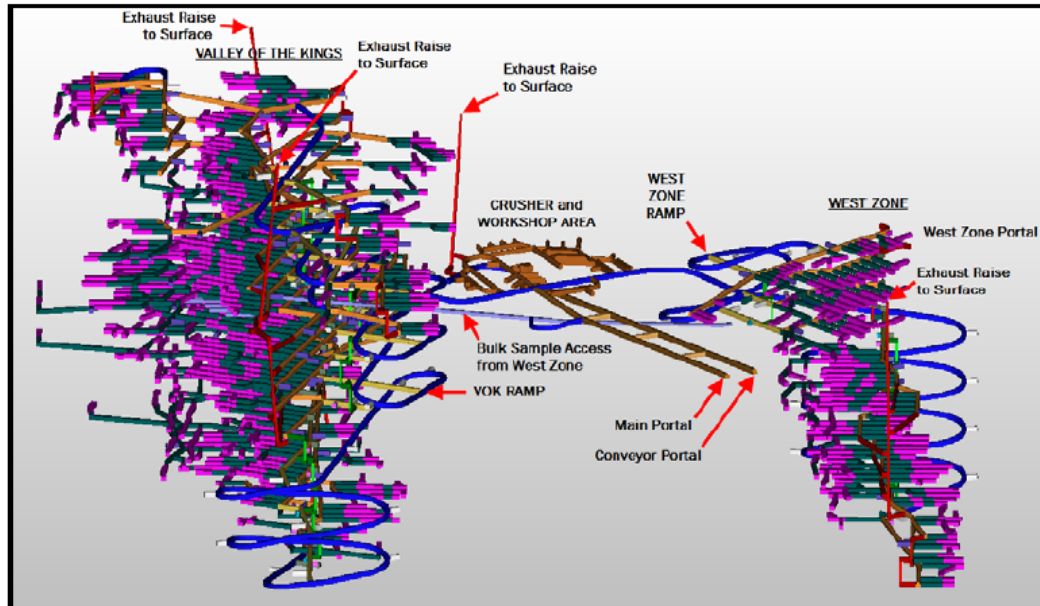 Exhaust Raise
to Surface
VALLEY OF THE KINGS
Exhaust Raise
to Surface
Exhaust Raise
to Surface
CRUSHER and
WORKSHOP AREA
WEST
ZONE
RAMP
WEST ZONE
West Zone Portal
Exhaust Raise
to Surface
Bulk Sample Access
from West Zone
VOK RAMP
Main Portal
Conveyor Portal